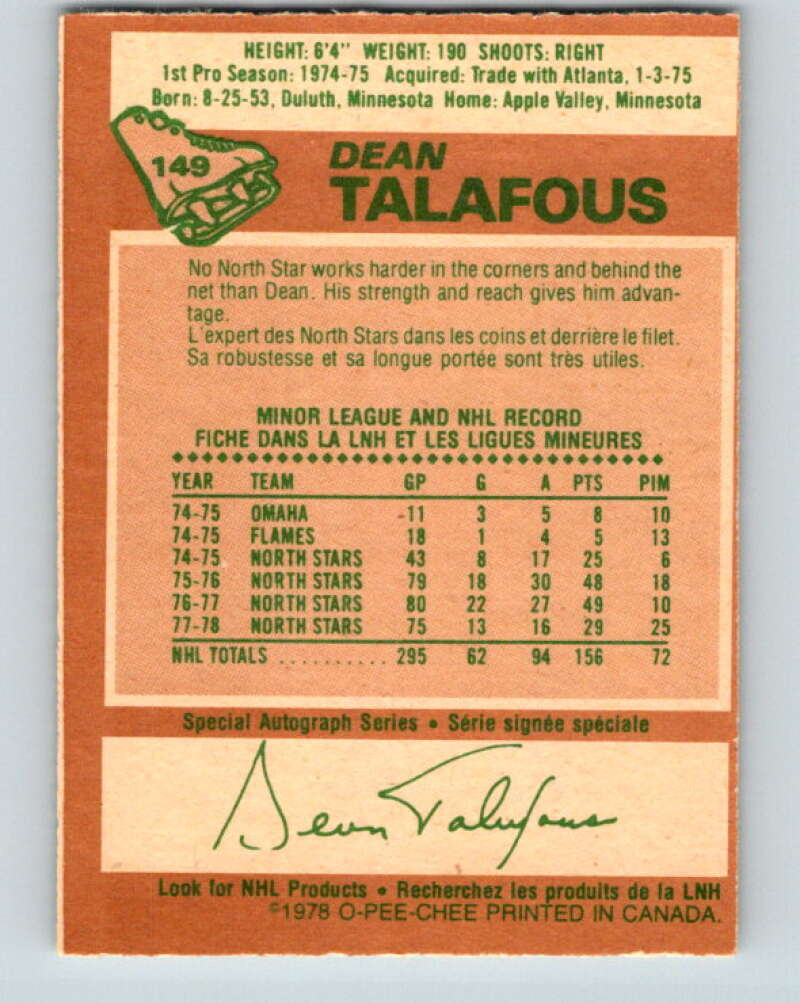 HEIGHT: 6'4" WEIGHT: 190 SHOOTS: RIGHT
1st Pro Season: 1974-75 Acquired: Trade with Atlanta, 1-3-75
Born: 8-25-53, Duluth, Minnesota Home: Apple Valley, Minnesota
149
DEAN
TALAFOUS
No North Star works harder in the corners and behind the
net than Dean. His strength and reach gives him advan-
tage.
L'expert des North Stars dans les coins et derrière le filet.
Sa robustesse et sa longue portée sont très utiles.
MINOR LEAGUE AND NHL RECORD
FICHE DANS LA LNH ET LES LIGUES MINEURES
YEAR TEAM GP G A PTS PIM
74-75 OMAHA 11 3 5 8 10
74-75 FLAMES 18 1 4 5 13
74-75 NORTH STARS 43 8 17 25 6
75-76 NORTH STARS 79 18 30 48 18
76-77 NORTH STARS 80 22 27 49 10
77-78 NORTH STARS 75 13 16 29 25
NHL TOTALS .......... 295 62 94 156 72
Special Autograph Series • Série signée spéciale
Dean Talafous
Look for NHL Products • Recherchez les produits de la LNH
©1978 O-PEE-CHEE PRINTED IN CANADA.